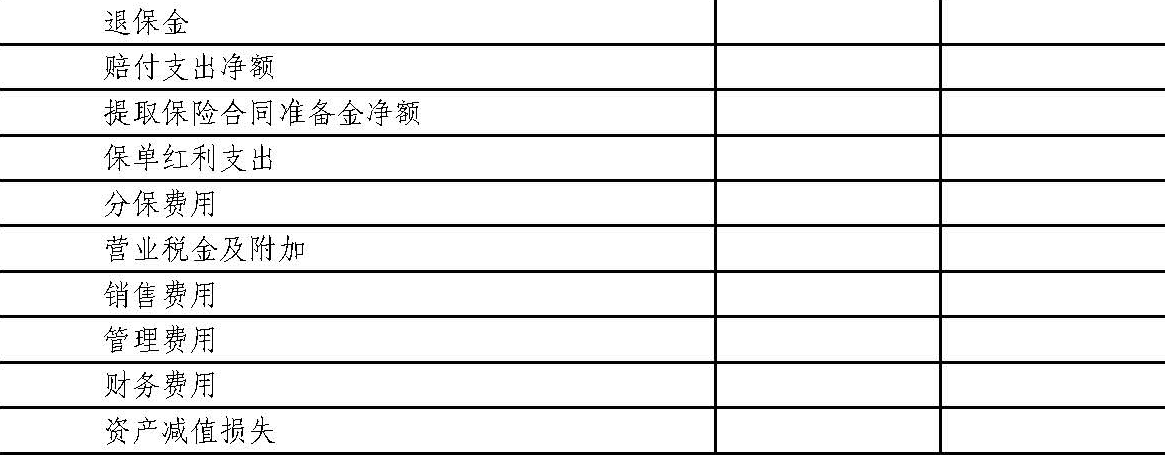 退保金
赔付支出净额
提取保险合同准备金净额
保单红利支出
分保费用
营业税金及附加
销售费用
管理费用
财务费用
资产减值损失